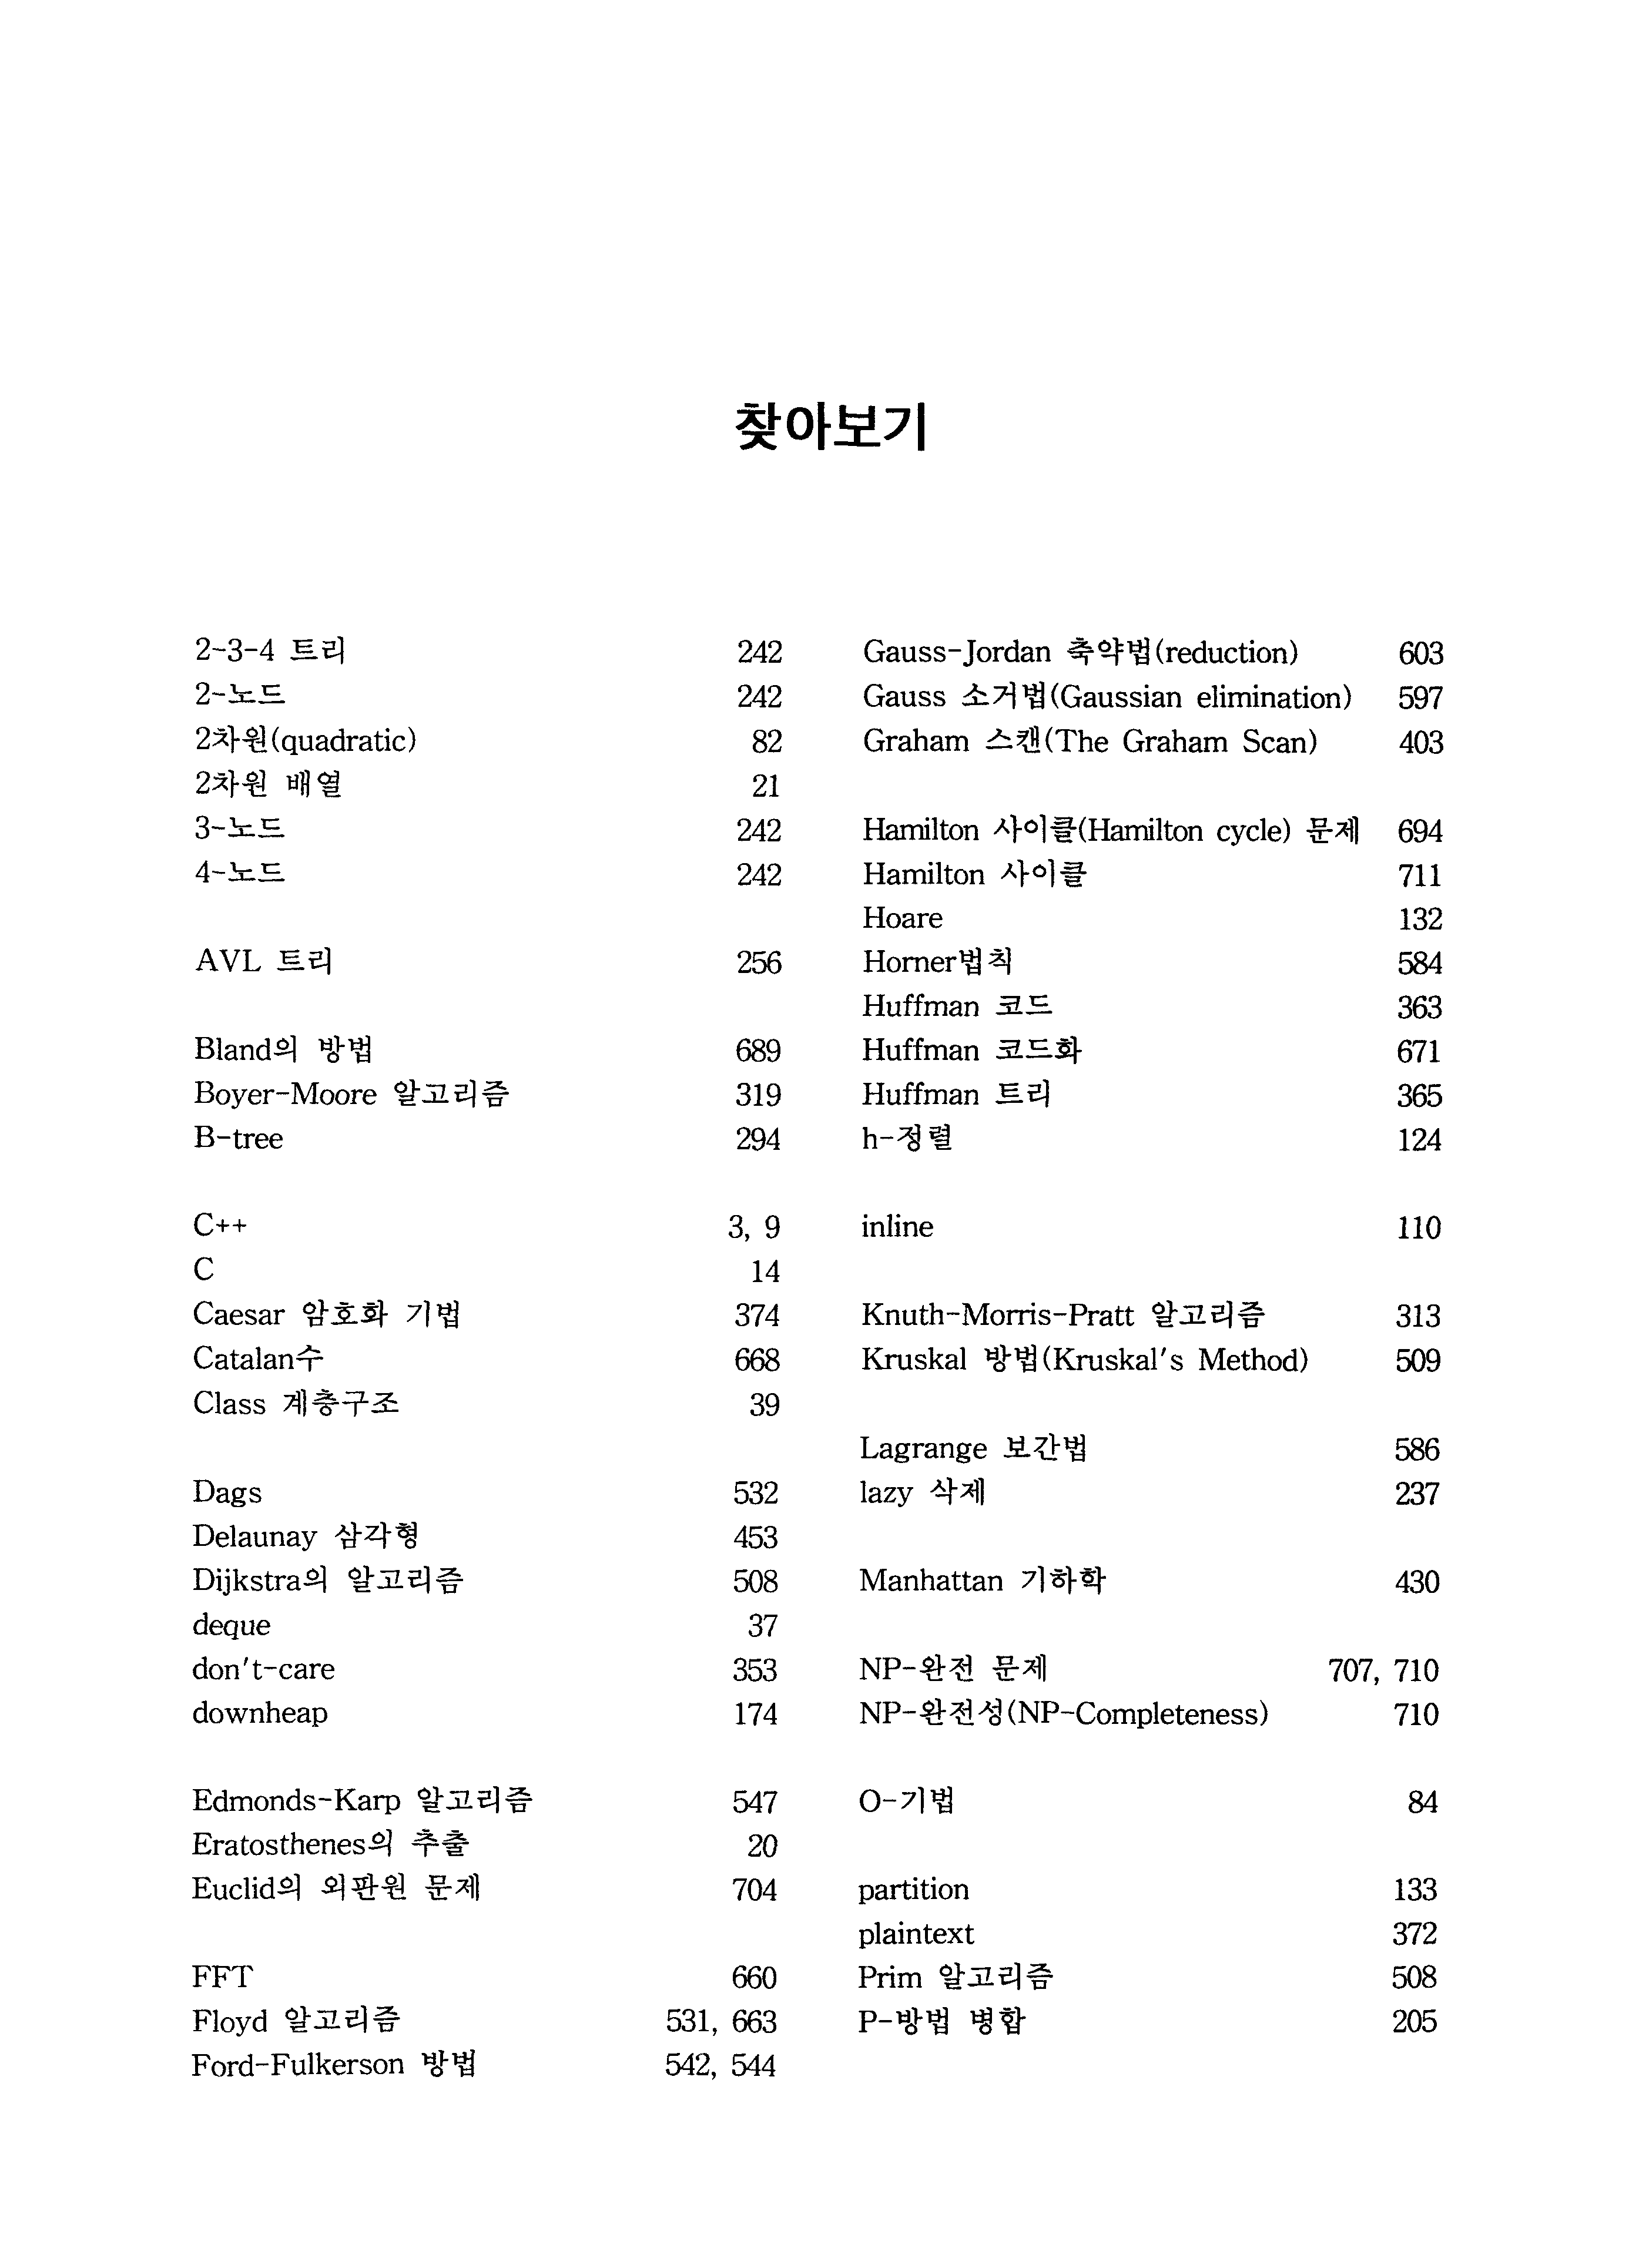 찾아보기
2-3-4 트리 242
2-노드 242
2차원(quadratic) 82
2차원 배열 21
3-노드 242
4-노드 242
AVL 트리 256
Bland의 방법 689
Boyer-Moore 알고리즘 319
B-tree 294
C++ 3, 9
C 14
Caesar 암호화 기법 374
Catalan수 668
Class 계층구조 39
Dags 532
Delaunay 삼각형 453
Dijkstra의 알고리즘 508
deque 37
don't-care 353
downheap 174
Edmonds-Karp 알고리즘 547
Eratosthenes의 추출 20
Euclid의 외판원 문제 704
FFT 660
Floyd 알고리즘 531, 663
Ford-Fulkerson 방법 542, 544
Gauss-Jordan 축약법(reduction) 603
Gauss 소거법(Gaussian elimination) 597
Graham 스캔(The Graham Scan) 403
Hamilton 사이클(Hamilton cycle) 문제 694
Hamilton 사이클 711
Hoare 132
Horner법칙 584
Huffman 코드 363
Huffman 코드화 671
Huffman 트리 365
h-정렬 124
inline 110
Knuth-Morris-Pratt 알고리즘 313
Kruskal 방법(Kruskal's Method) 509
Lagrange 보간법 586
lazy 삭제 237
Manhattan 기하학 430
NP-완전 문제 707, 710
NP-완전성(NP-Completeness) 710
O-기법 84
partition 133
plaintext 372
Prim 알고리즘 508
P-방법 병합 205